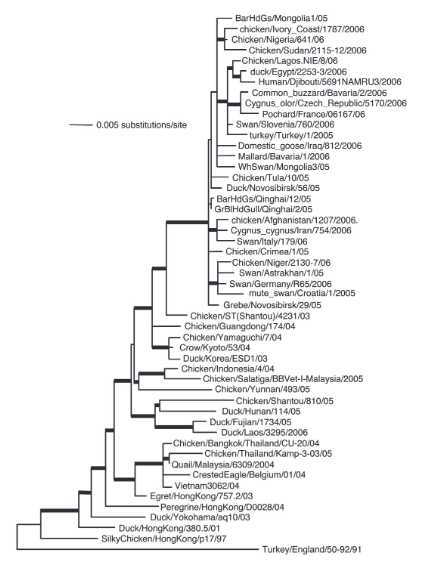 BarHdGs/Mongolia1/05
chicken/Ivory_Coast/1787/2006
Chicken/Nigeria/641/06
Chicken/Sudan/2115-12/2006
Chicken/Lagos.NIE/8/06
duck/Egypt/2253-3/2006
Human/Djibouti/5691NAMRU3/2006
Common_buzzard/Bavaria/2/2006
Cygnus_olor/Czech_Republic/5170/2006
Pochard/France/06167/06
0.005 substitutions/site
Swan/Slovenia/760/2006
turkey/Turkey/1/2005
Domestic_goose/Iraq/812/2006
Mallard/Bavaria/1/2006
WhSwan/Mongolia3/05
Chicken/Tula/10/05
Duck/Novosibirsk/56/05
BarHdGs/Qinghai/12/05
GrBlHdGull/Qinghai/2/05
chicken/Afghanistan/1207/2006.
Cygnus_cygnus/Iran/754/2006
Swan/Italy/179/06
Chicken/Crimea/1/05
Chicken/Niger/2130-7/06
Swan/Astrakhan/1/05
Swan/Germany/R65/2006
mute_swan/Croatia/1/2005
Grebe/Novosibirsk/29/05
Chicken/ST(Shantou)/4231/03
Chicken/Guangdong/174/04
Chicken/Yamaguchi/7/04
Crow/Kyoto/53/04
Duck/Korea/ESD1/03
Chicken/Indonesia/4/04
Chicken/Salatiga/BBVet-I-Malaysia/2005
Chicken/Yunnan/493/05
Chicken/Shantou/810/05
Duck/Hunan/114/05
Duck/Fujian/1734/05
Duck/Laos/3295/2006
Chicken/Bangkok/Thailand/CU-20/04
Chicken/Thailand/Kamp-3-03/05
Quail/Malaysia/6309/2004
CrestedEagle/Belgium/01/04
Vietnam3062/04
Egret/HongKong/757.2/03
Peregrine/HongKong/D0028/04
Duck/Yokohama/aq10/03
Duck/HongKong/380.5/01
SilkyChicken/HongKong/p17/97
Turkey/England/50-92/91